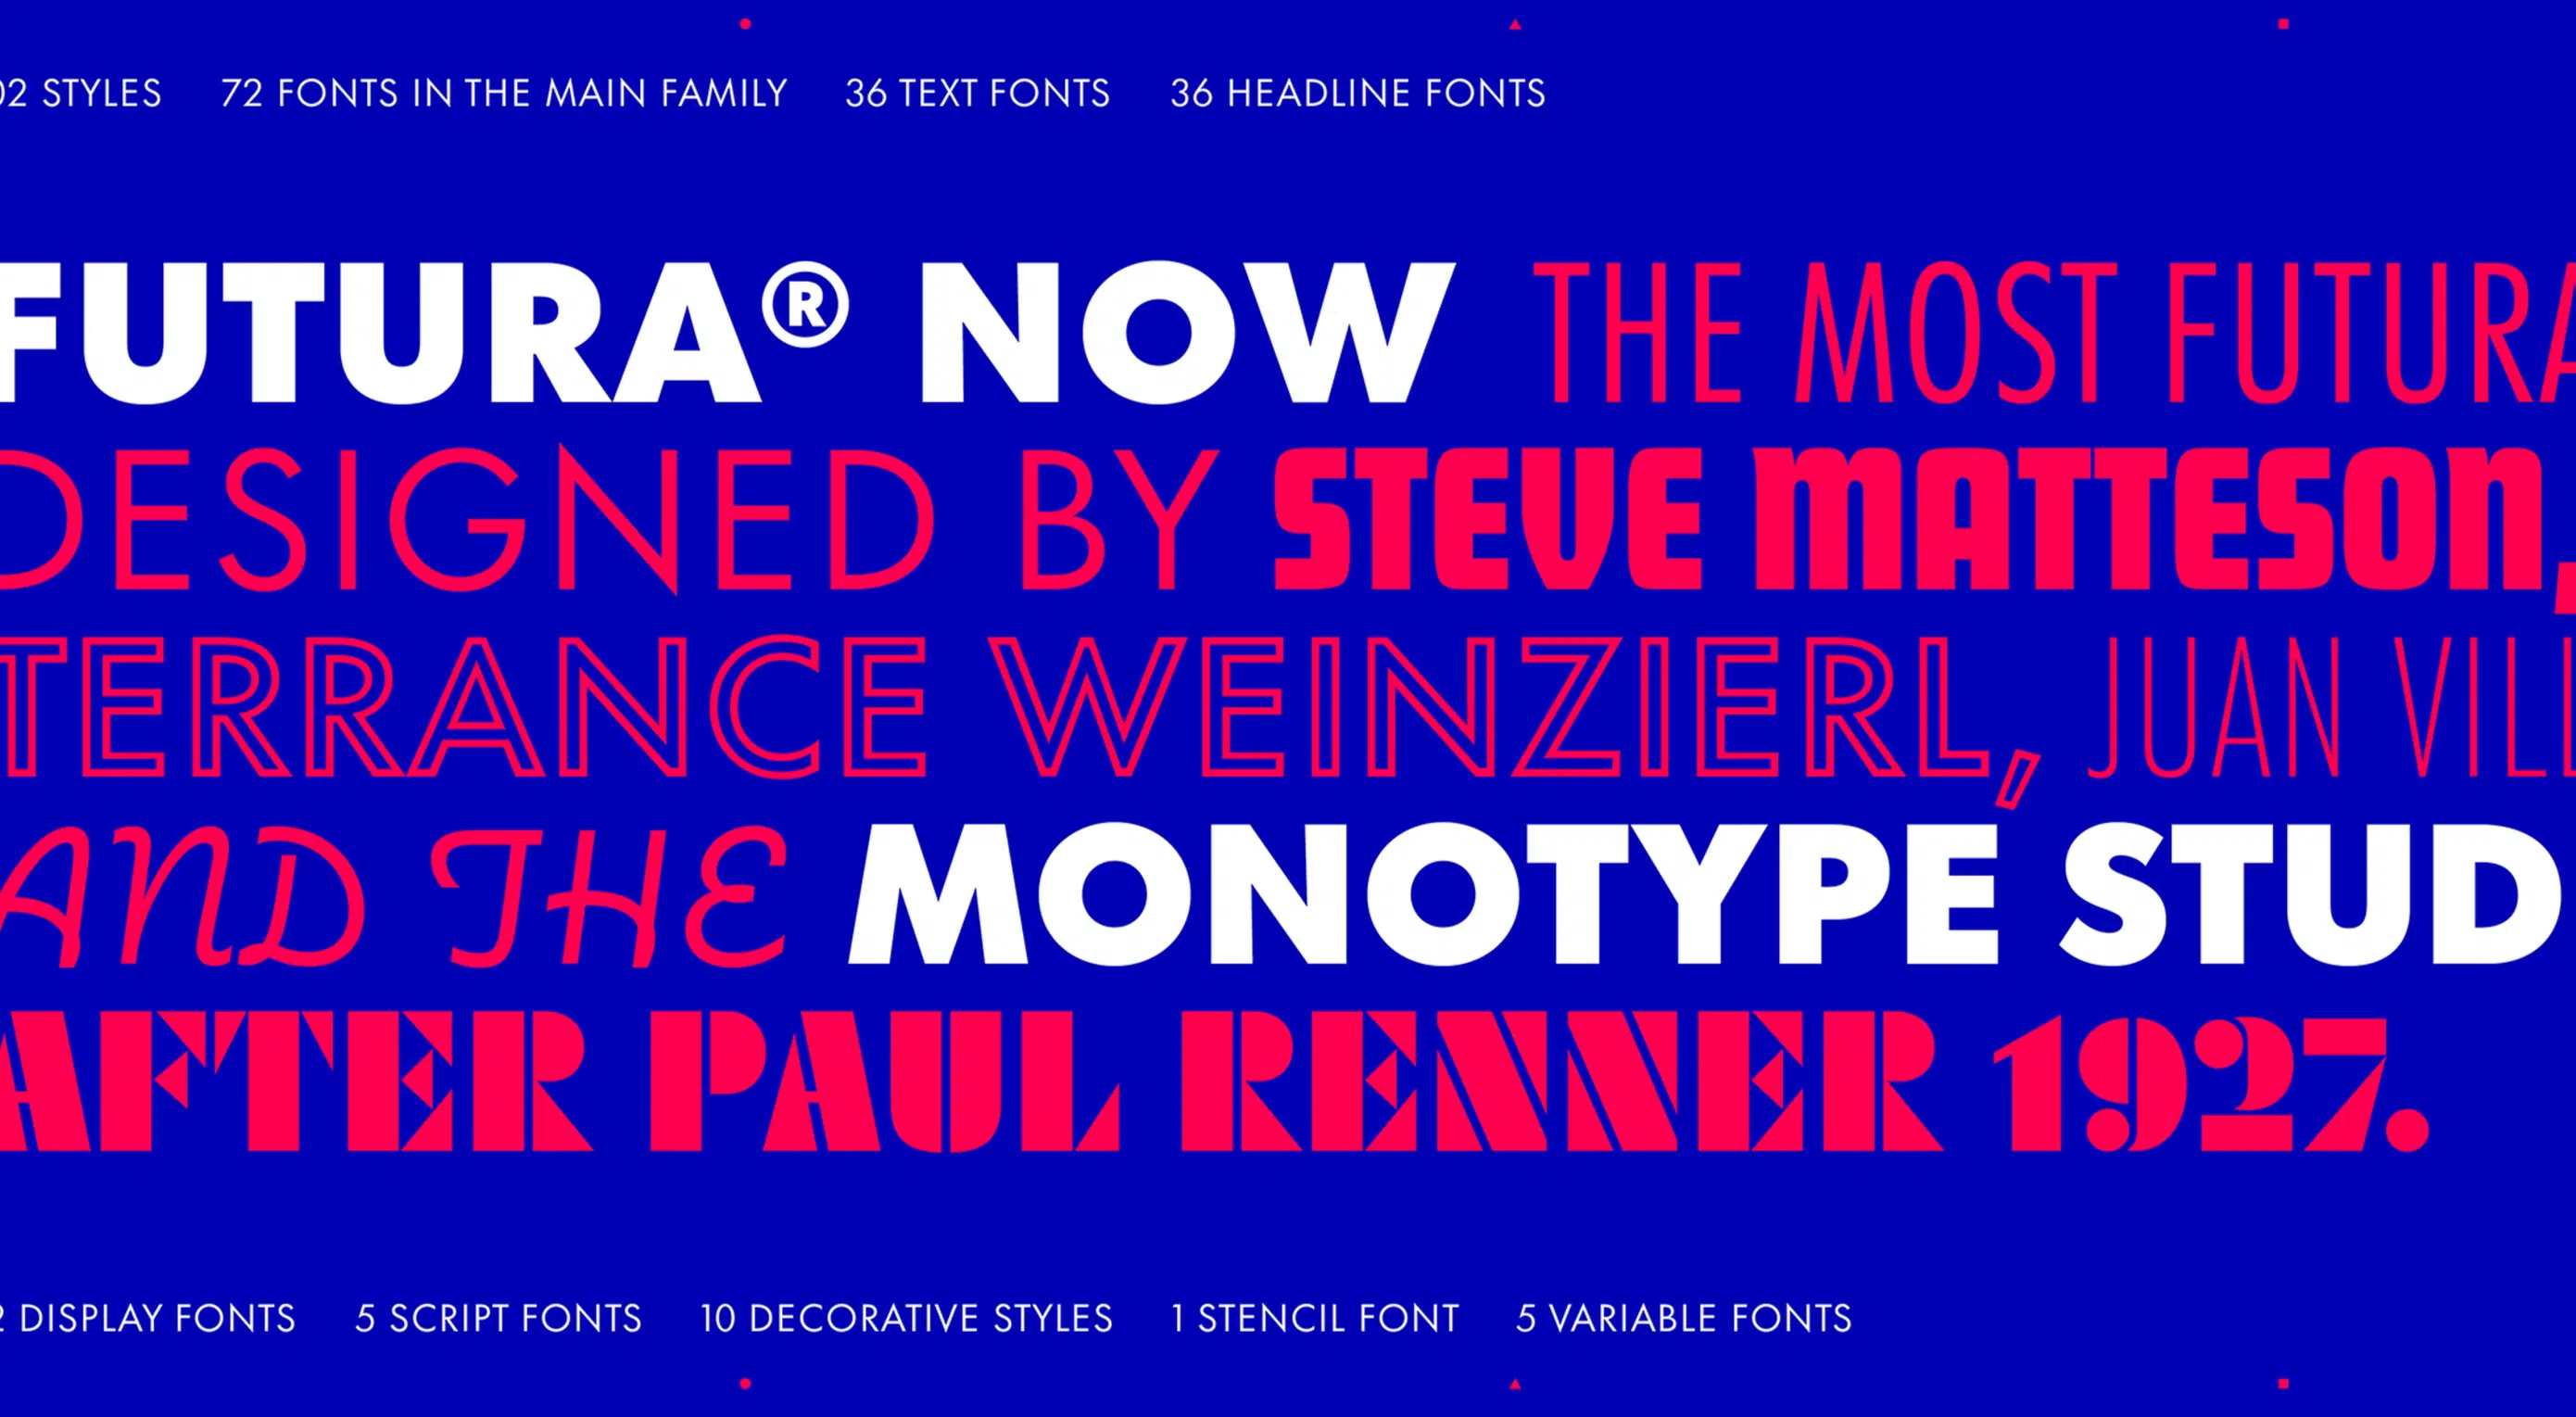 02 STYLES 72 FONTS IN THE MAIN FAMILY 36 TEXT FONTS 36 HEADLINE FONTS
FUTURA® NOW THE MOST FUTURA
DESIGNED BY STEVE MATTESON,
TERRANCE WEINZIERL, JUAN VILL
AND THE MONOTYPE STUD
AFTER PAUL RENNER 1927.
2 DISPLAY FONTS 5 SCRIPT FONTS 10 DECORATIVE STYLES 1 STENCIL FONT 5 VARIABLE FONTS